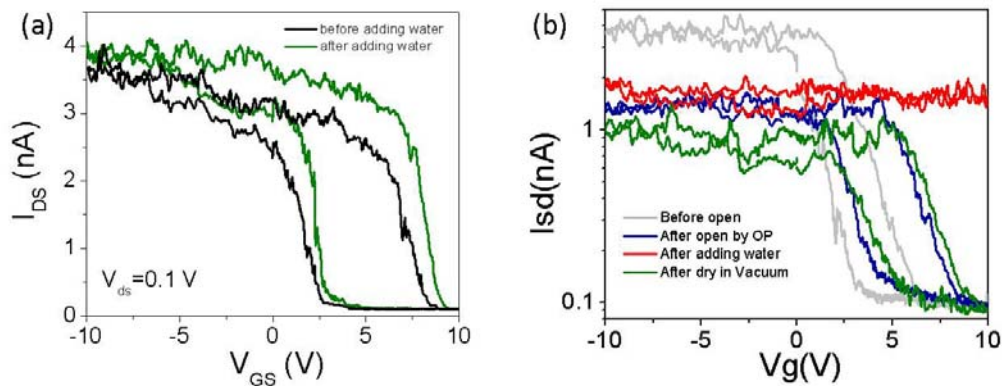 (a)
before adding water
after adding water
4
3
2
1
0
I_DS (nA)
V_ds=0.1 V
-10 -5 0 5 10
V_GS (V)
(b)
1
0.1
Isd(nA)
Before open
After open by OP
After adding water
After dry in Vacuum
-10 -5 0 5 10
Vg(V)